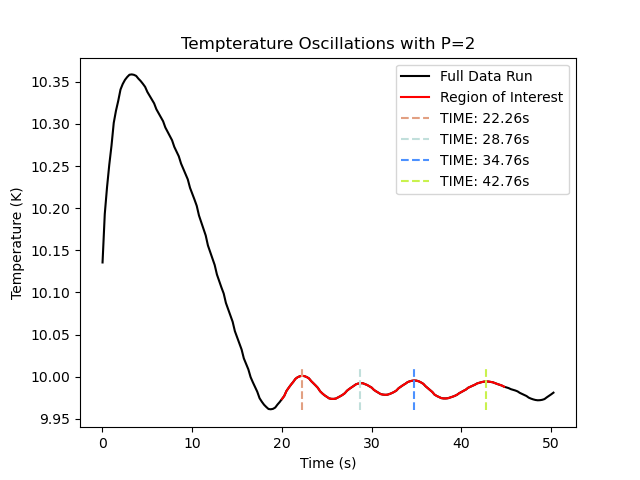 Tempterature Oscillations with P=2
Full Data Run
Region of Interest
TIME: 22.26s
TIME: 28.76s
TIME: 34.76s
TIME: 42.76s
Temperature (K)
10.35
10.30
10.25
10.20
10.15
10.10
10.05
10.00
9.95
0 10 20 30 40 50
Time (s)